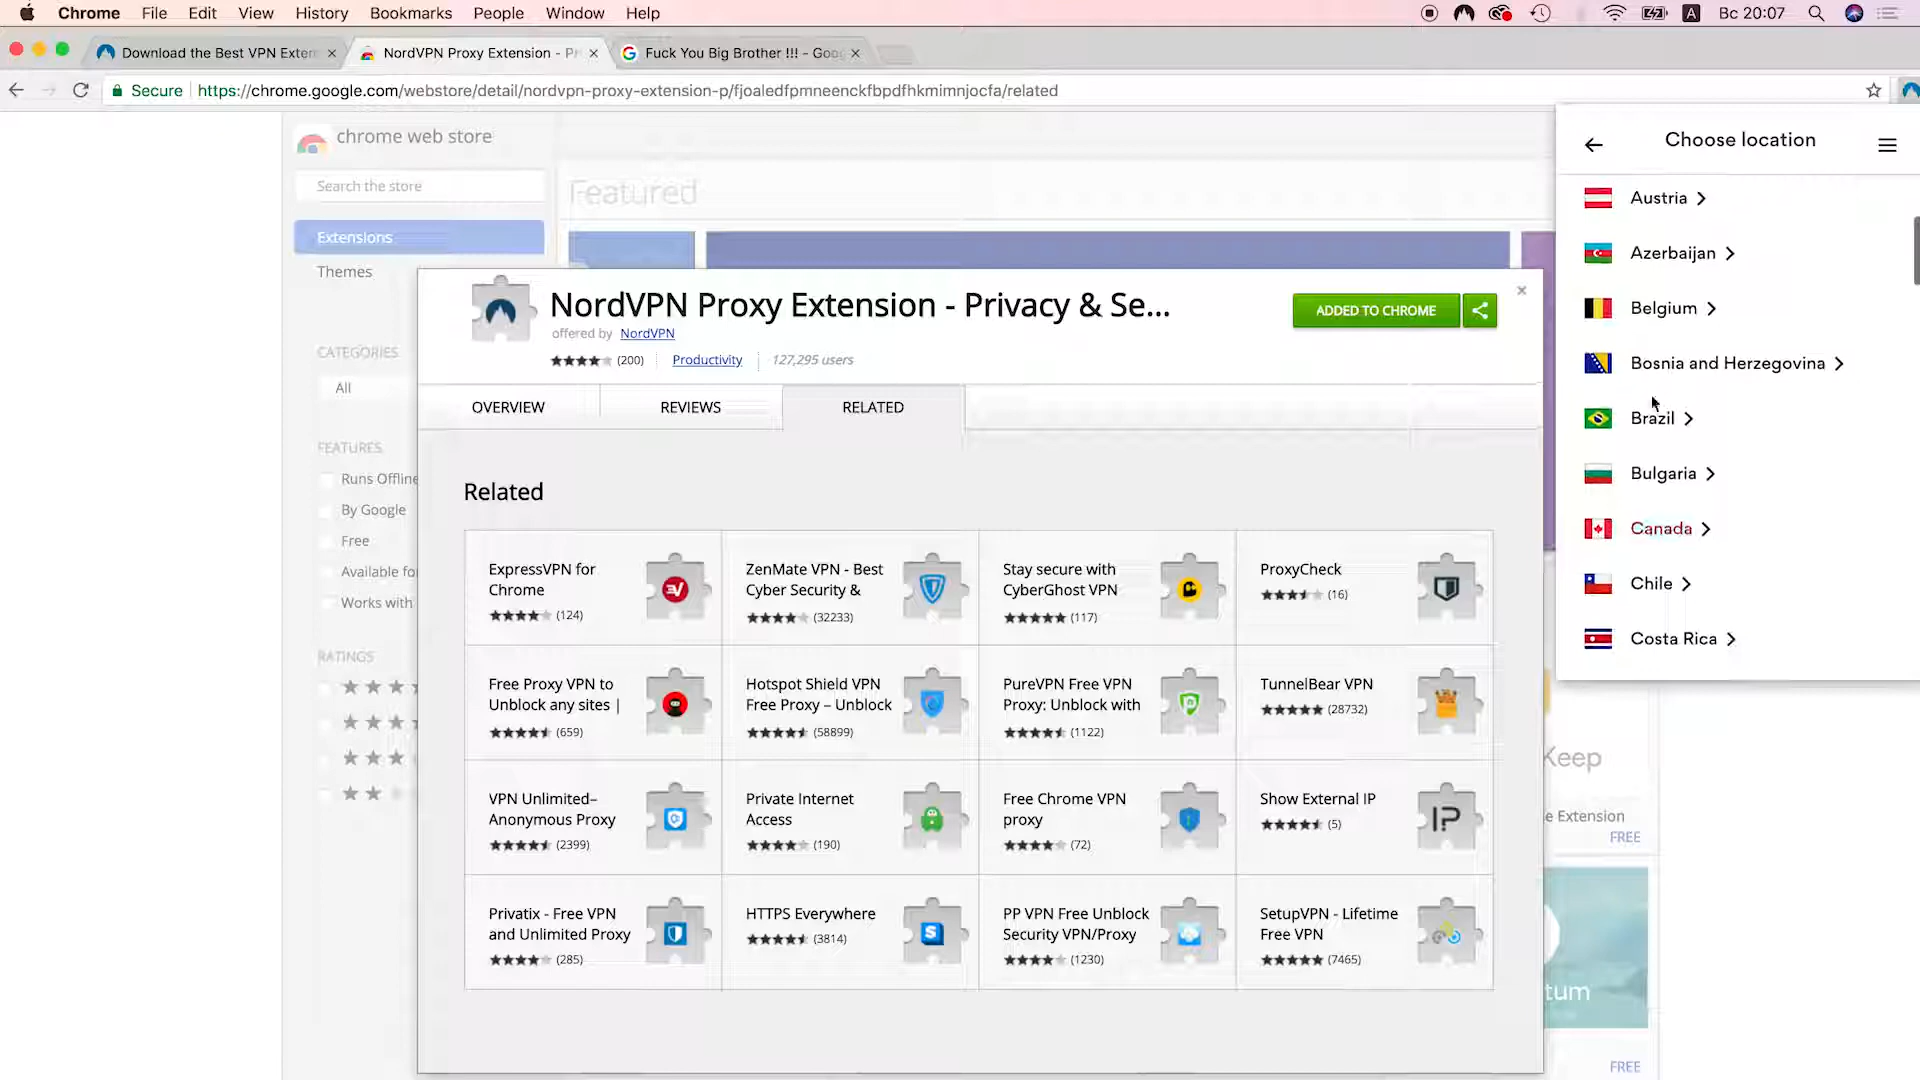 Chrome File Edit View History Bookmarks People Window Help A Вс 20:07
Download the Best VPN Exten
NordVPN Proxy Extension - Pr
Fuck You Big Brother !!! - Goog
Secure https://chrome.google.com/webstore/detail/nordvpn-proxy-extension-p/fjoaledfpmneenckfbpdfhkmimnjocfa/related
chrome web store
Search the store
Extensions
Themes
CATEGORIES
All
FEATURES
Runs Offline
By Google
Free
Available fo
Works with
RATINGS
Featured
NordVPN Proxy Extension - Privacy & Se...
offered by NordVPN
(200) Productivity 127,295 users
ADDED TO CHROME
OVERVIEW REVIEWS RELATED
Related
ExpressVPN for
Chrome
(124)
ZenMate VPN - Best
Cyber Security &
(32233)
Stay secure with
CyberGhost VPN
(117)
ProxyCheck
(16)
Free Proxy VPN to
Unblock any sites |
(659)
Hotspot Shield VPN
Free Proxy – Unblock
(58899)
PureVPN Free VPN
Proxy: Unblock with
(1122)
TunnelBear VPN
(28732)
VPN Unlimited–
Anonymous Proxy
(2399)
Private Internet
Access
(190)
Free Chrome VPN
proxy
(72)
Show External IP
(5)
IP
Privatix - Free VPN
and Unlimited Proxy
(285)
HTTPS Everywhere
(3814)
PP VPN Free Unblock
Security VPN/Proxy
(1230)
SetupVPN - Lifetime
Free VPN
(7465)
Choose location
Austria
Azerbaijan
Belgium
Bosnia and Herzegovina
Brazil
Bulgaria
Canada
Chile
Costa Rica
Keep
e Extension
FREE
tum
FREE